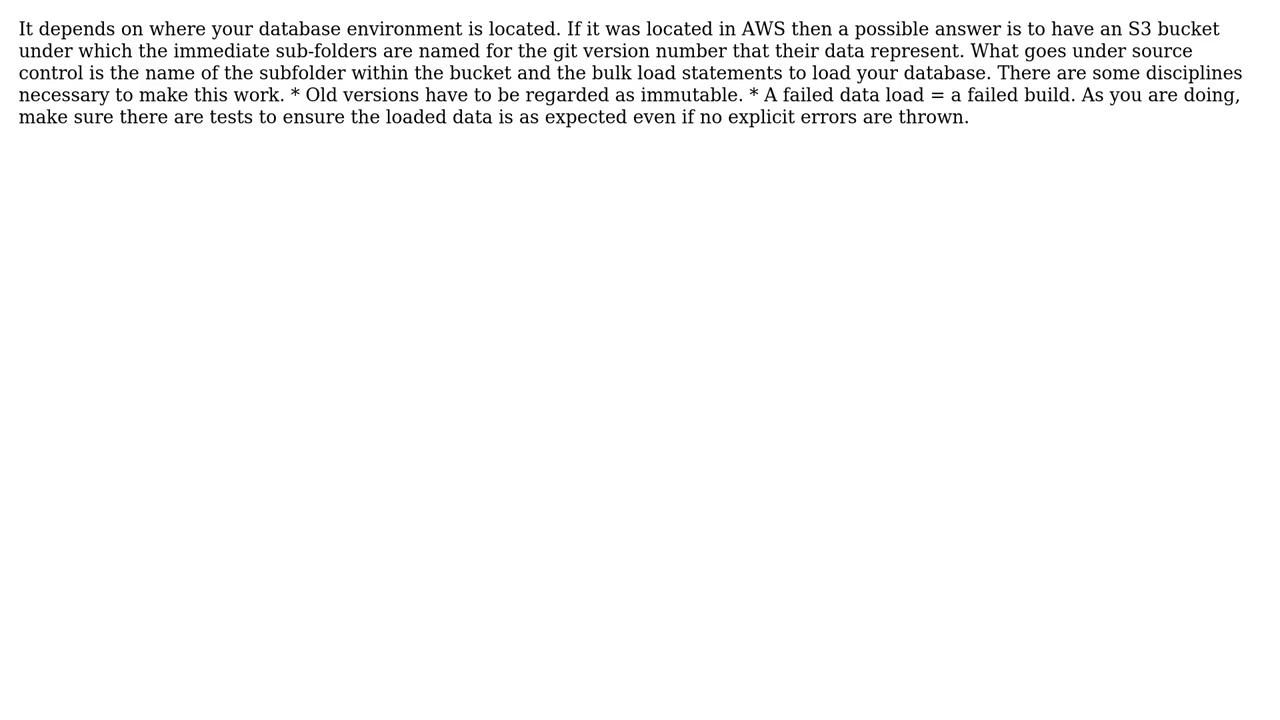 It depends on where your database environment is located. If it was located in AWS then a possible answer is to have an S3 bucket
under which the immediate sub-folders are named for the git version number that their data represent. What goes under source
control is the name of the subfolder within the bucket and the bulk load statements to load your database. There are some disciplines
necessary to make this work. * Old versions have to be regarded as immutable. * A failed data load = a failed build. As you are doing,
make sure there are tests to ensure the loaded data is as expected even if no explicit errors are thrown.